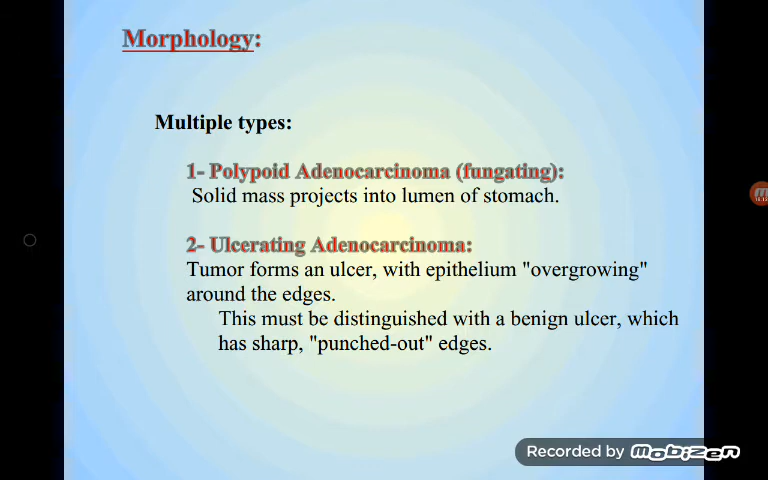 Morphology:
Multiple types:
1- Polypoid Adenocarcinoma (fungating):
Solid mass projects into lumen of stomach.
2- Ulcerating Adenocarcinoma:
Tumor forms an ulcer, with epithelium "overgrowing"
around the edges.
This must be distinguished with a benign ulcer, which
has sharp, "punched-out" edges.
Recorded by mobizen